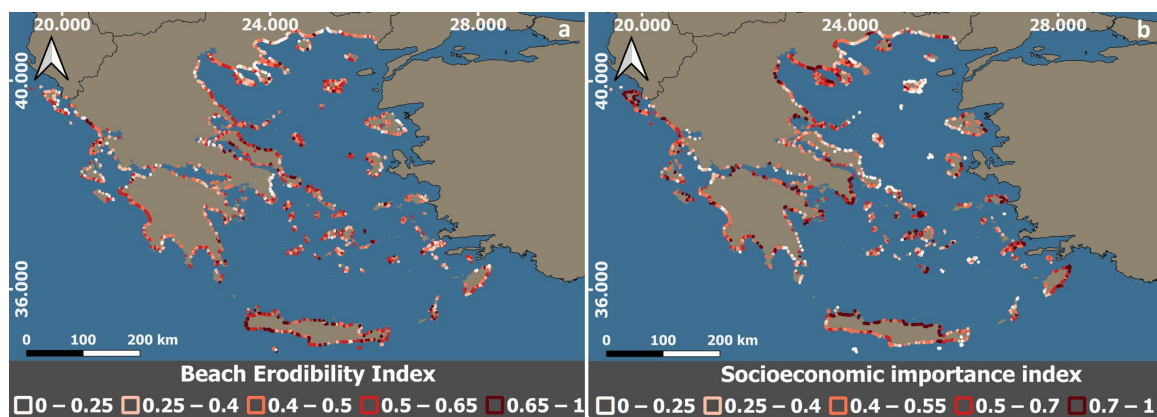 20.000 24.000 28.000 a
40.000
36.000
0 100 200 km
Beach Erodibility Index
0 – 0.25 0.25 – 0.4 0.4 – 0.5 0.5 – 0.65 0.65 – 1
20.000 24.000 28.000 b
40.000
36.000
0 100 200 km
Socioeconomic importance index
0 – 0.25 0.25 – 0.4 0.4 – 0.55 0.5 – 0.7 0.7 – 1